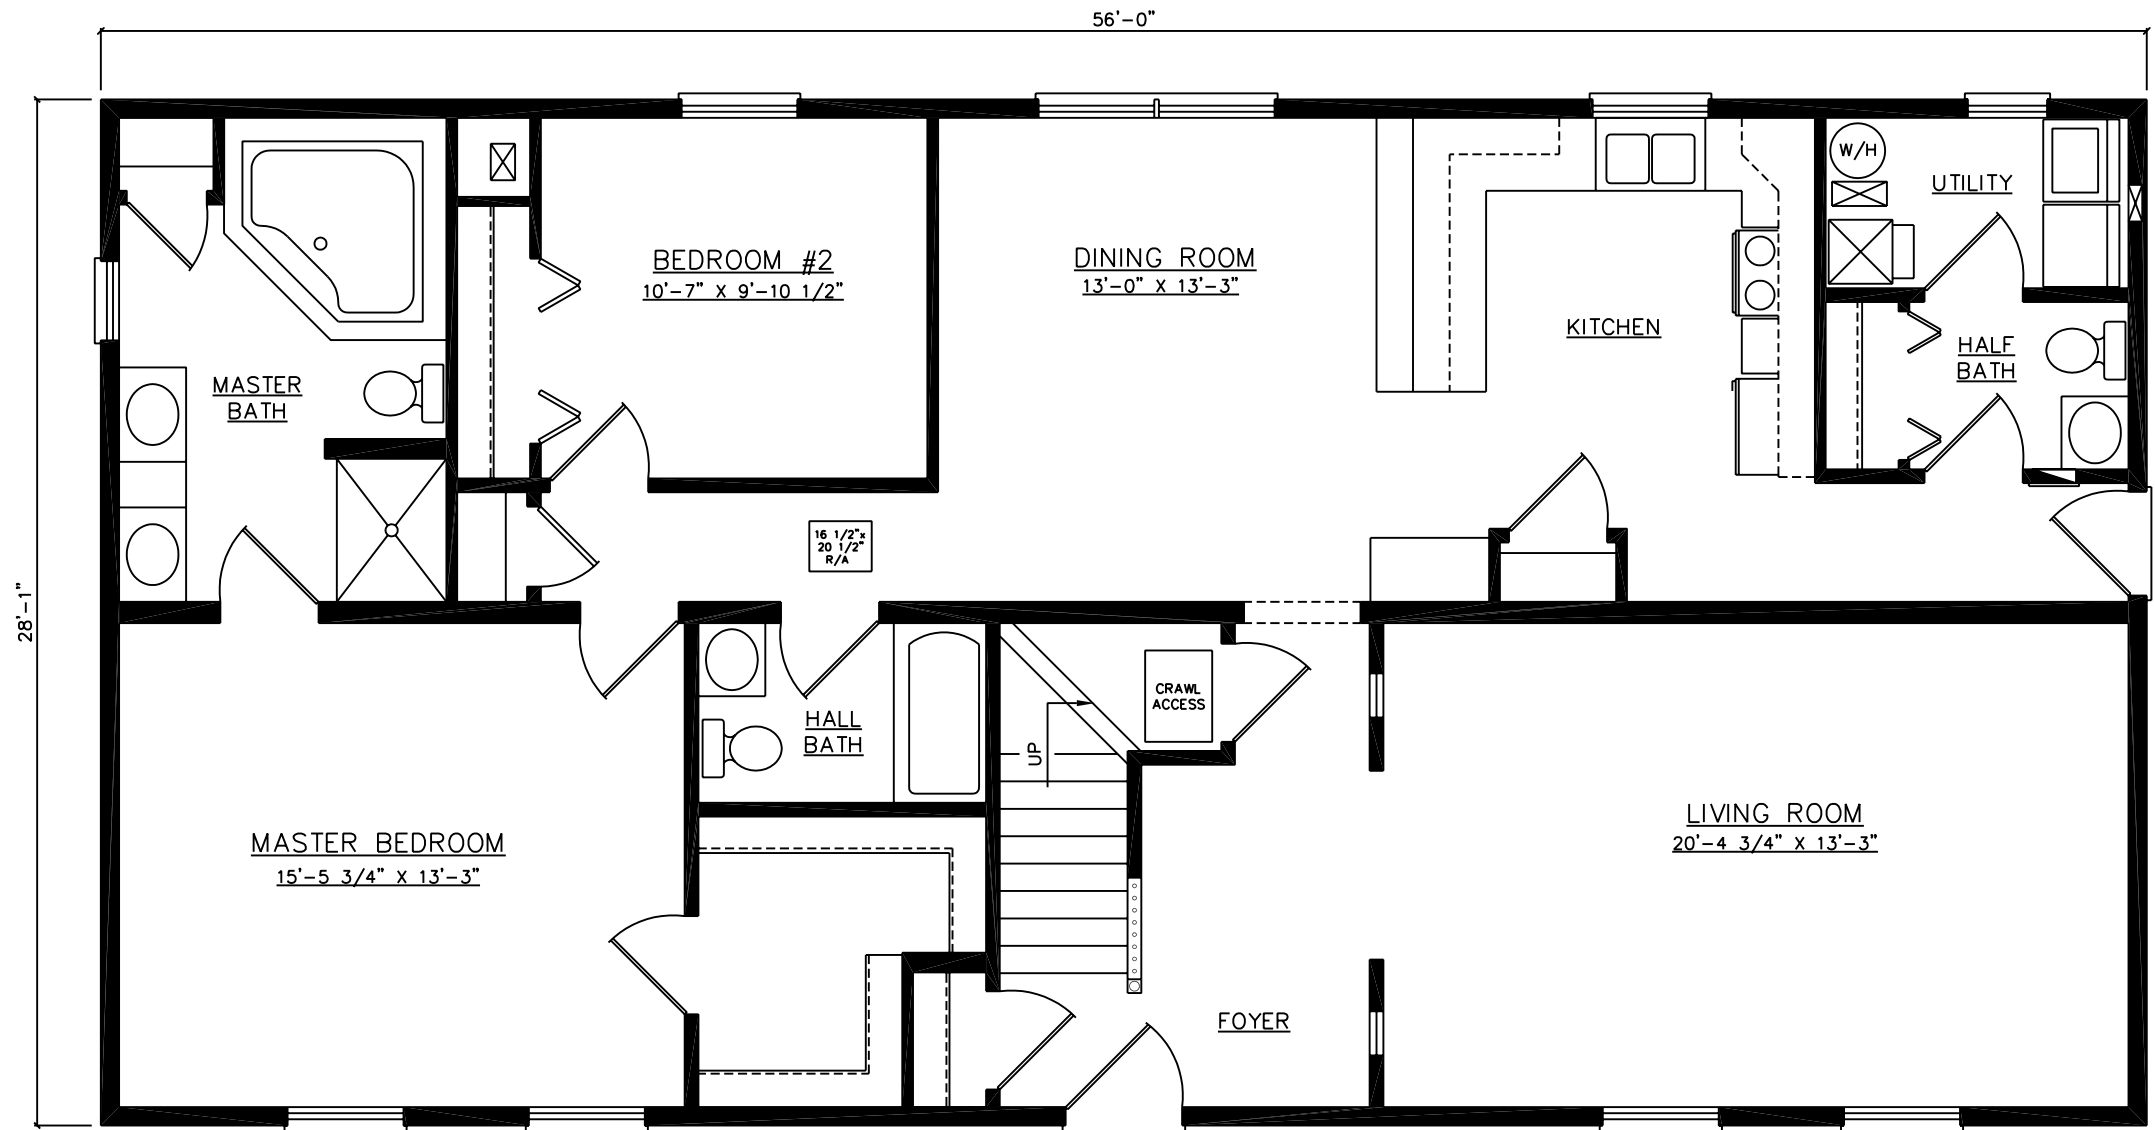 56'-0"
28'-1"
W/H
UTILITY
BEDROOM #2
10'-7" X 9'-10 1/2"
DINING ROOM
13'-0" X 13'-3"
KITCHEN
HALF
BATH
MASTER
BATH
16 1/2"x
20 1/2"
R/A
CRAWL
ACCESS
HALL
BATH
UP
LIVING ROOM
20'-4 3/4" X 13'-3"
MASTER BEDROOM
15'-5 3/4" X 13'-3"
FOYER